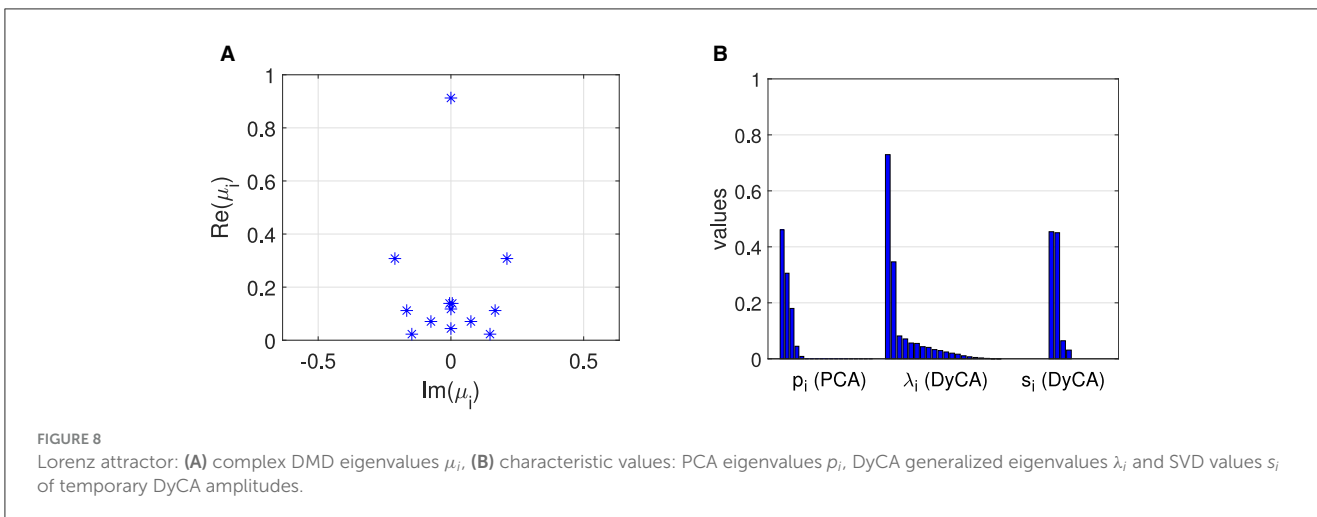 A
1
0.8
0.6
0.4
0.2
0
Re(μi)
-0.5 0 0.5
Im(μi)
B
1
0.8
0.6
0.4
0.2
0
values
pi (PCA) λi (DyCA) si (DyCA)
FIGURE 8
Lorenz attractor: (A) complex DMD eigenvalues μi, (B) characteristic values: PCA eigenvalues pi, DyCA generalized eigenvalues λi and SVD values si
of temporary DyCA amplitudes.